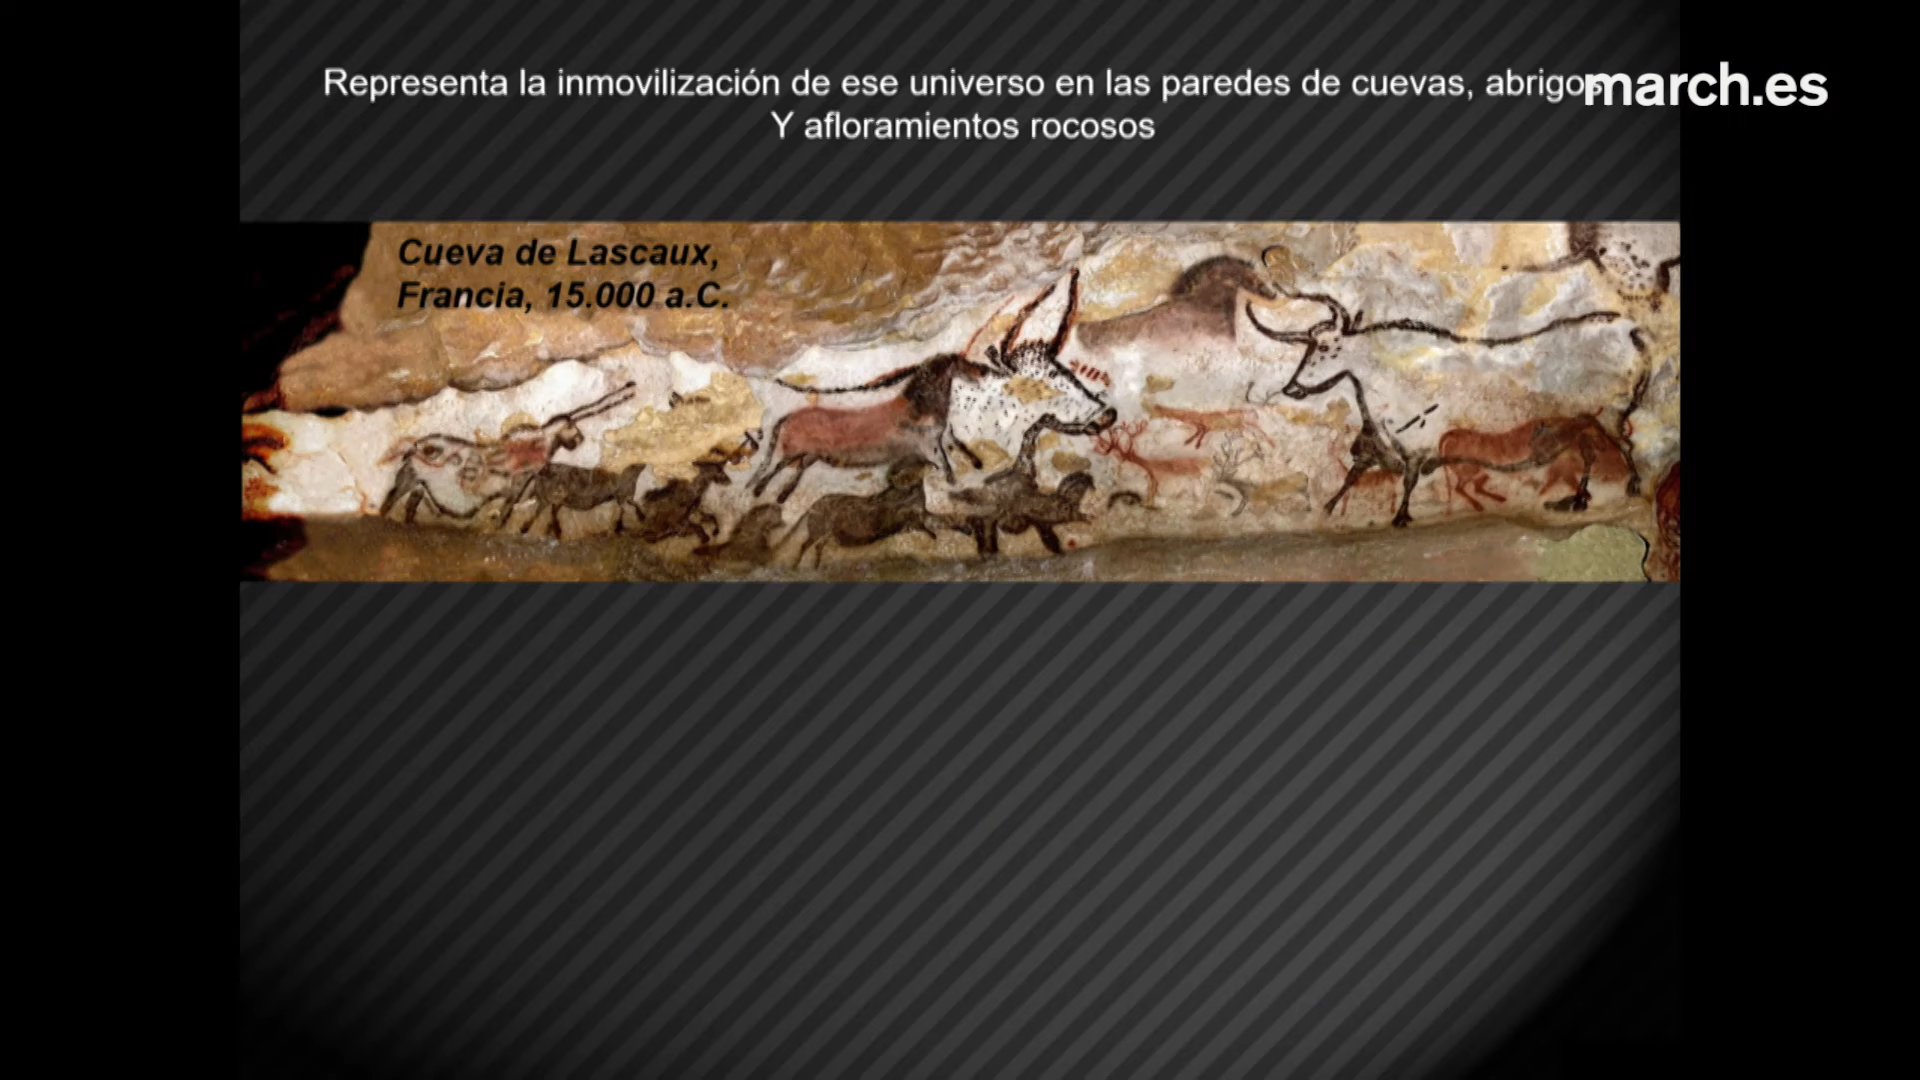 Representa la inmovilización de ese universo en las paredes de cuevas, abrigos
Y afloramientos rocosos
march.es
Cueva de Lascaux,
Francia, 15.000 a.C.